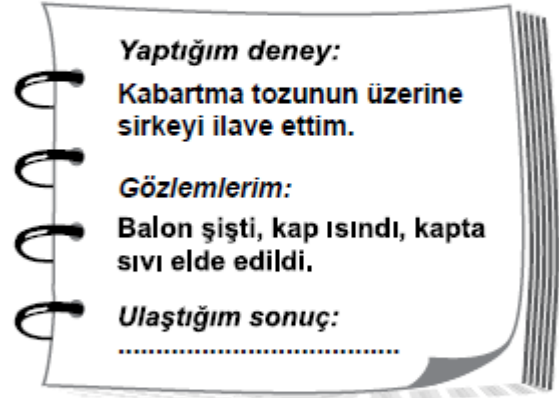 Yaptığım deney:
Kabartma tozunun üzerine
sirkeyi ilave ettim.
Gözlemlerim:
Balon şişti, kap ısındı, kapta
sıvı elde edildi.
Ulaştığım sonuç:
.....................................